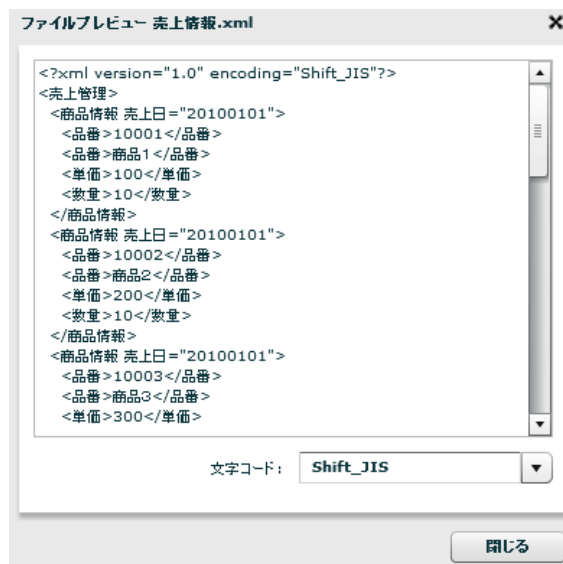 ファイルプレビュー 売上情報.xml
<?xml version="1.0" encoding="Shift_JIS"?>
<売上管理>
<商品情報 売上日="20100101">
<品番>10001</品番>
<品番>商品1</品番>
<単価>100</単価>
<数量>10</数量>
</商品情報>
<商品情報 売上日="20100101">
<品番>10002</品番>
<品番>商品2</品番>
<単価>200</単価>
<数量>10</数量>
</商品情報>
<商品情報 売上日="20100101">
<品番>10003</品番>
<品番>商品3</品番>
<単価>300</単価>
文字コード: Shift_JIS
閉じる